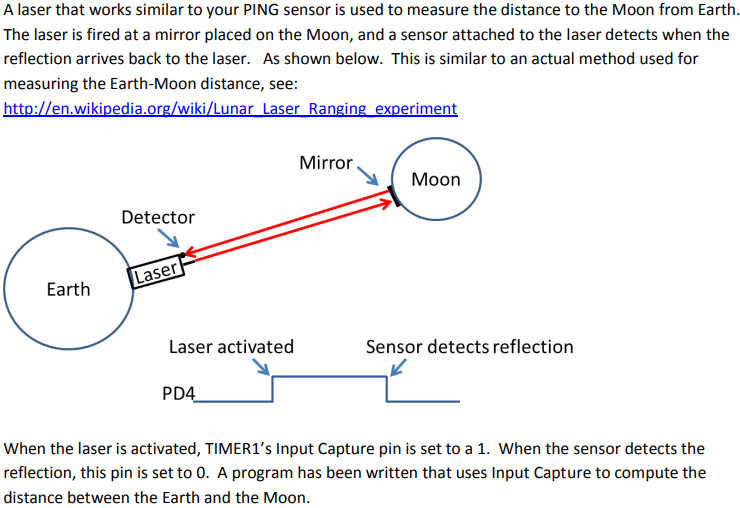 A laser that works similar to your PING sensor is used to measure the distance to the Moon from Earth.
The laser is fired at a mirror placed on the Moon, and a sensor attached to the laser detects when the
reflection arrives back to the laser.   As shown below.  This is similar to an actual method used for
measuring the Earth-Moon distance, see:
http://en.wikipedia.org/wiki/Lunar_Laser_Ranging_experiment
Mirror
Moon
Detector
Laser
Earth
Laser activated
Sensor detects reflection
PD4
When the laser is activated, TIMER1’s Input Capture pin is set to a 1.  When the sensor detects the
reflection, this pin is set to 0.  A program has been written that uses Input Capture to compute the
distance between the Earth and the Moon.